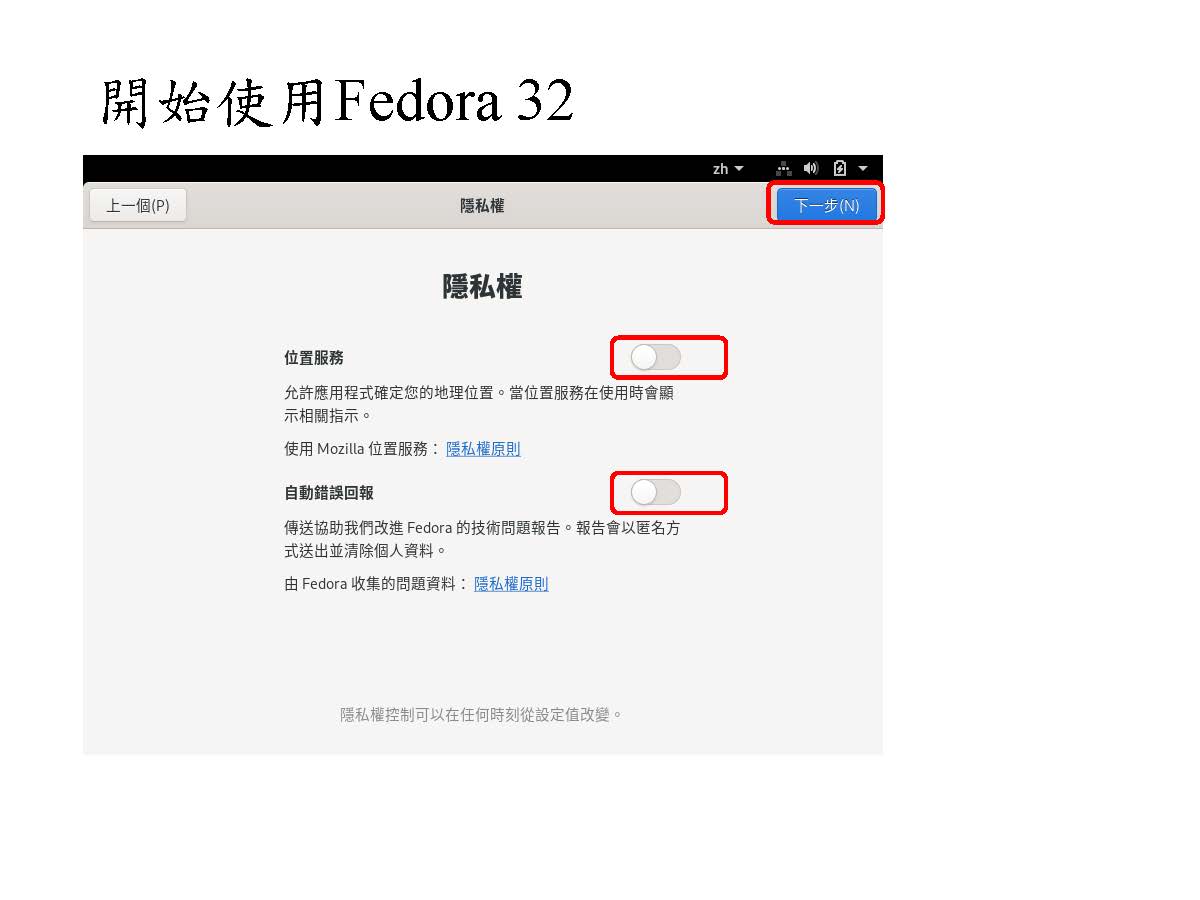 開始使用Fedora 32
zh
上一個(P)
隱私權
下一步(N)
隱私權
位置服務
允許應用程式確定您的地理位置。當位置服務在使用時會顯
示相關指示。
使用 Mozilla 位置服務： 隱私權原則
自動錯誤回報
傳送協助我們改進 Fedora 的技術問題報告。報告會以匿名方
式送出並清除個人資料。
由 Fedora 收集的問題資料： 隱私權原則
隱私權控制可以在任何時刻從設定值改變。